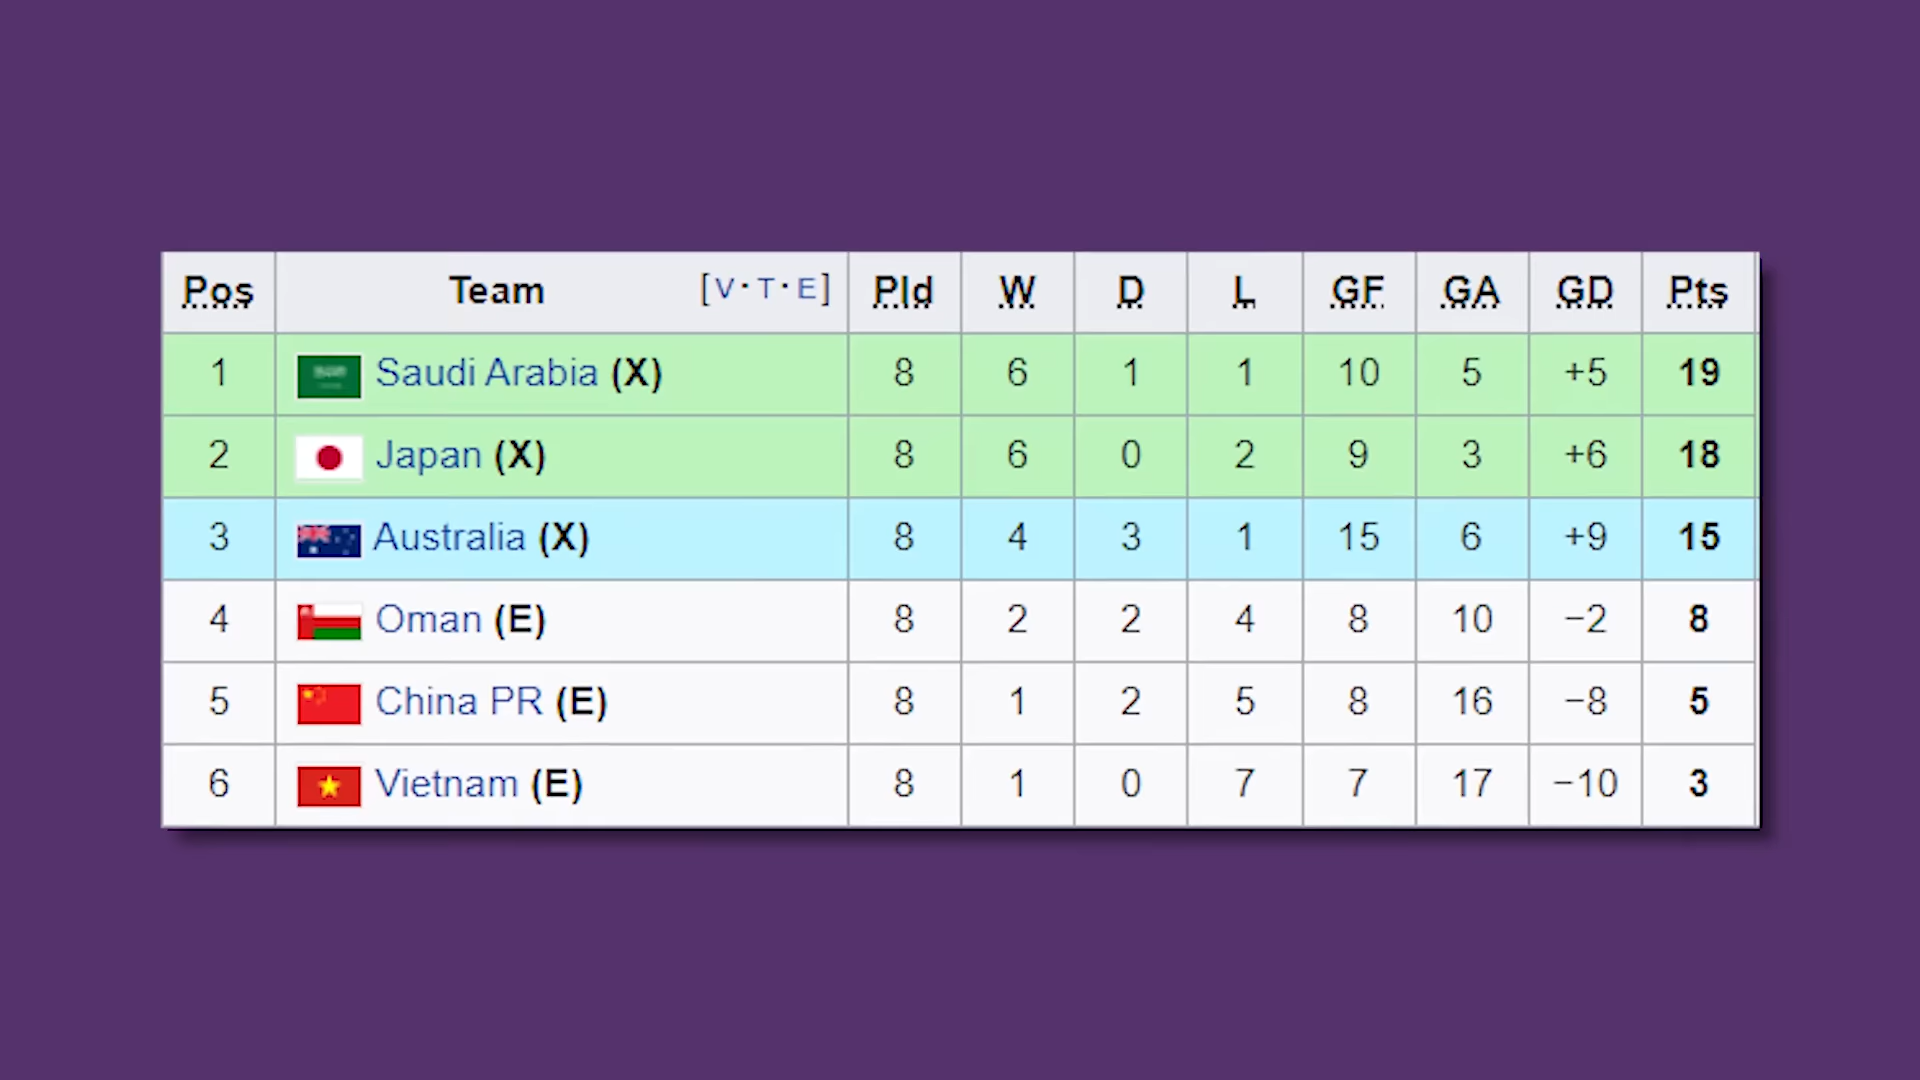 Pos Team [V·T·E] Pld W D L GF GA GD Pts
1 Saudi Arabia (X) 8 6 1 1 10 5 +5 19
2 Japan (X) 8 6 0 2 9 3 +6 18
3 Australia (X) 8 4 3 1 15 6 +9 15
4 Oman (E) 8 2 2 4 8 10 −2 8
5 China PR (E) 8 1 2 5 8 16 −8 5
6 Vietnam (E) 8 1 0 7 7 17 −10 3